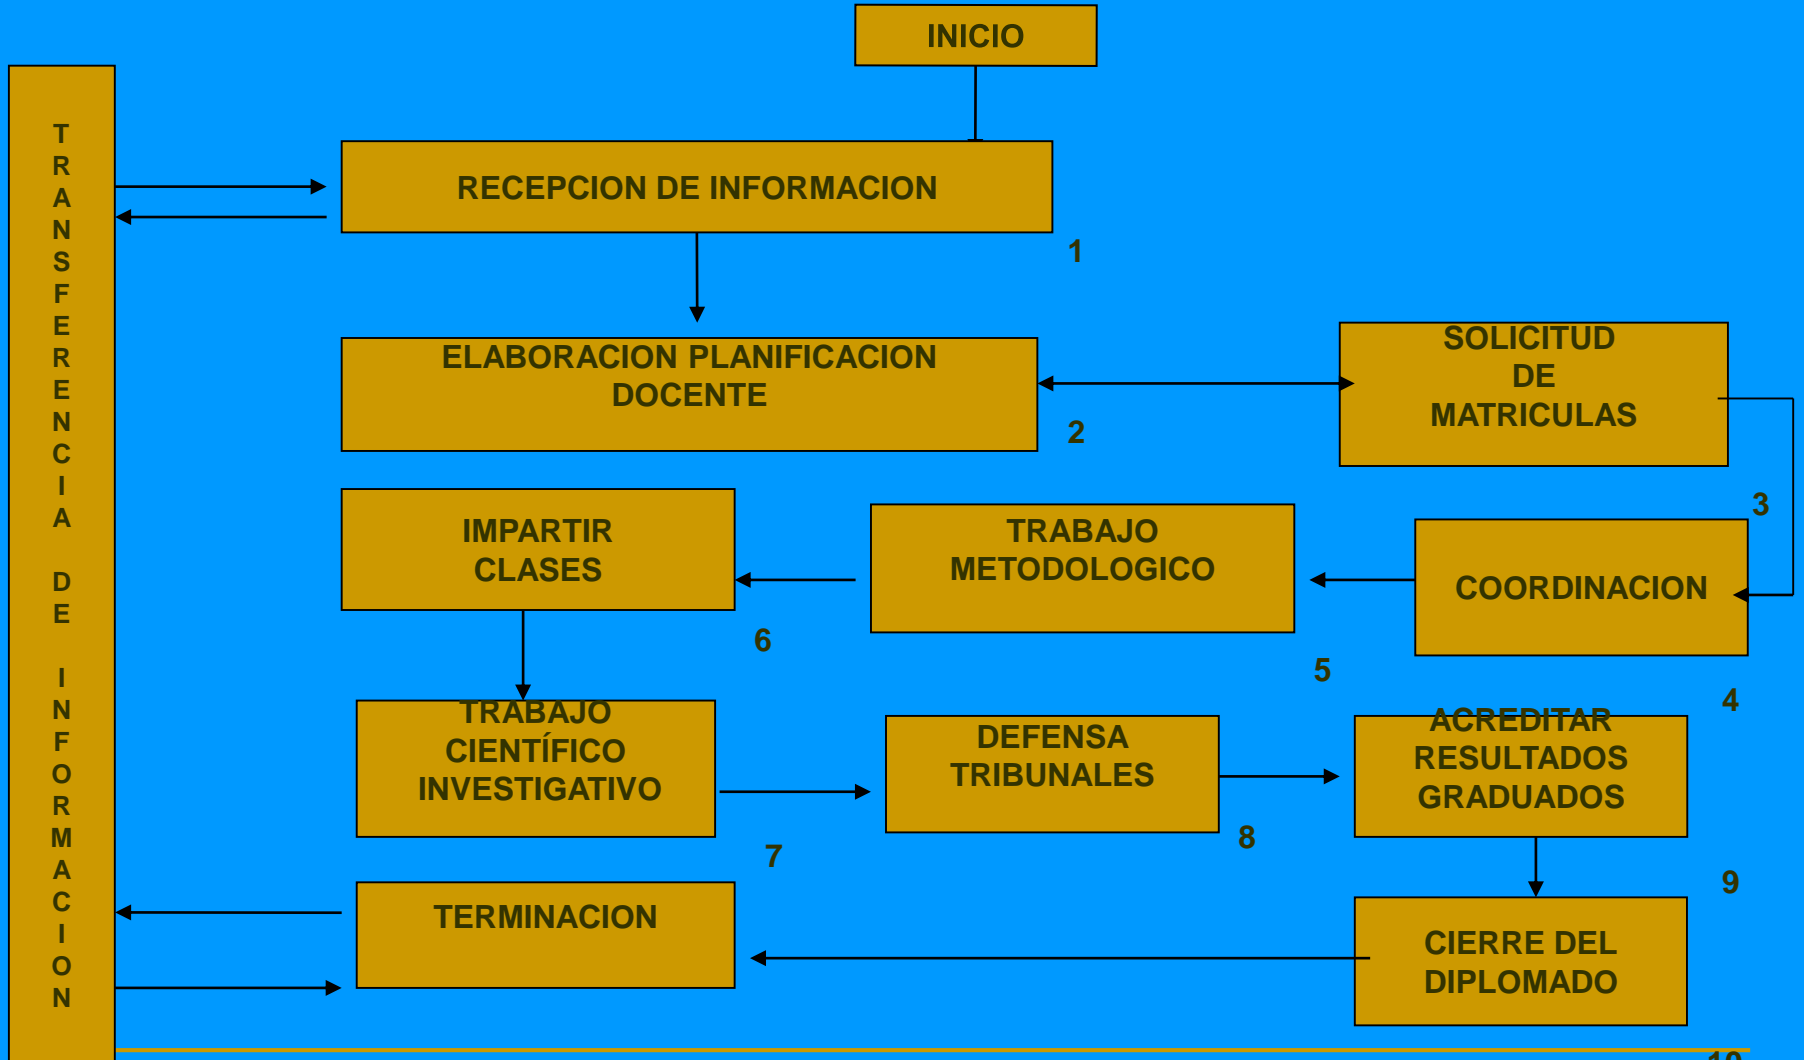 INICIO
TRANSFERENCIA DE INFORMACION
RECEPCION DE INFORMACION
1
ELABORACION PLANIFICACION
DOCENTE
2
SOLICITUD
DE
MATRICULAS
3
COORDINACION
4
TRABAJO
METODOLOGICO
5
IMPARTIR
CLASES
6
TRABAJO
CIENTÍFICO
INVESTIGATIVO
7
DEFENSA
TRIBUNALES
8
ACREDITAR
RESULTADOS
GRADUADOS
9
CIERRE DEL
DIPLOMADO
10
TERMINACION